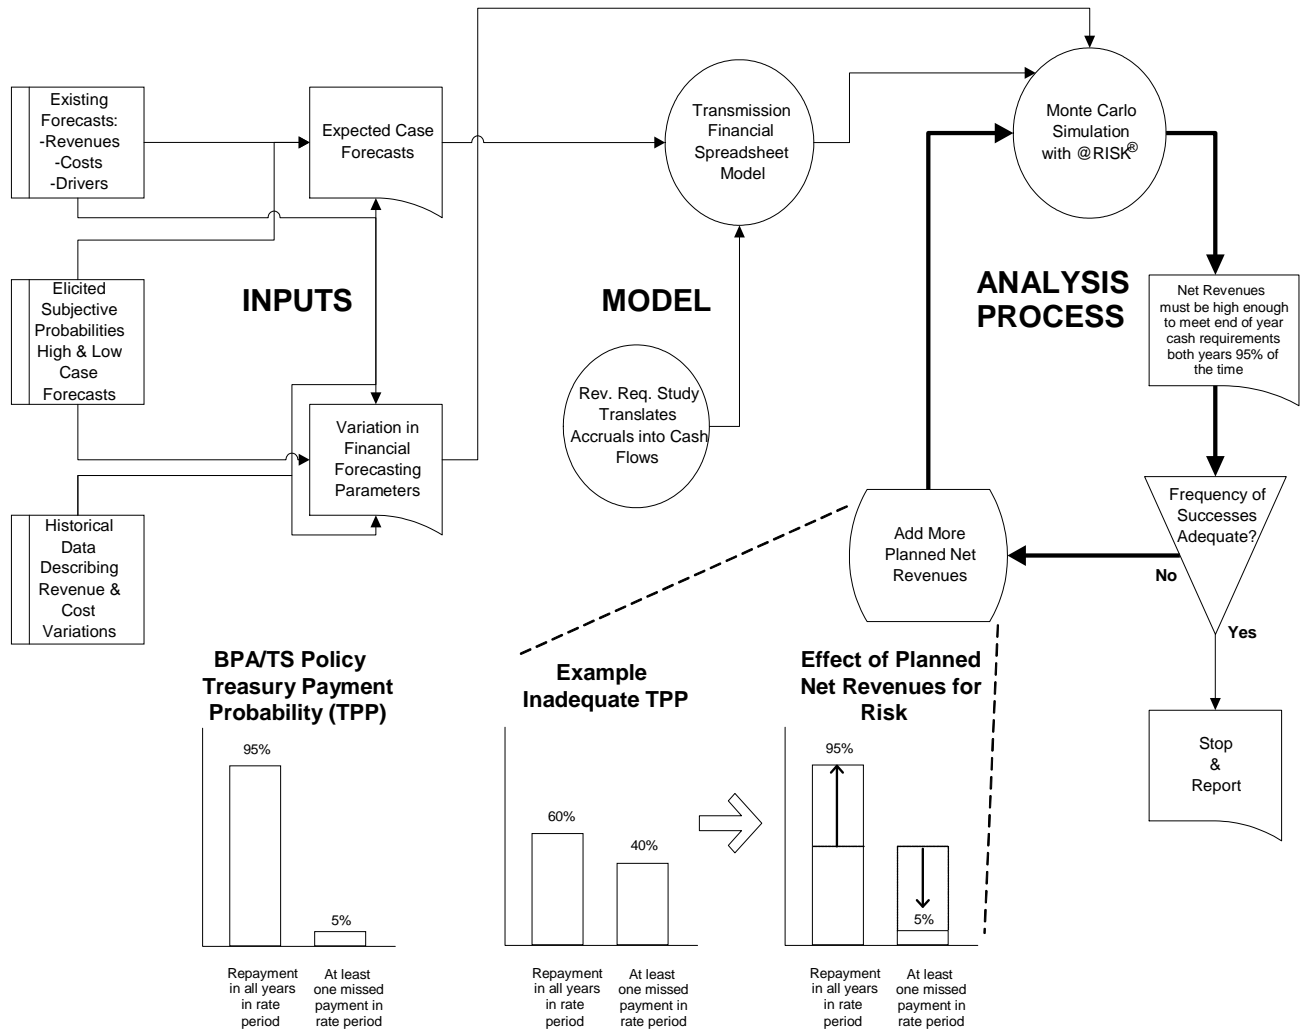 Existing
Forecasts:
-Revenues
-Costs
-Drivers
Expected Case
Forecasts
Transmission
Financial
Spreadsheet
Model
Monte Carlo
Simulation
with @RISK®
Elicited
Subjective
Probabilities
High & Low
Case
Forecasts
INPUTS
MODEL
ANALYSIS
PROCESS
Net Revenues
must be high enough
to meet end of year
cash requirements
both years 95% of
the time
Rev. Req. Study
Translates
Accruals into Cash
Flows
Variation in
Financial
Forecasting
Parameters
Historical
Data
Describing
Revenue &
Cost
Variations
Add More
Planned Net
Revenues
Frequency of
Successes
Adequate?
No
Yes
Stop
&
Report
BPA/TS Policy
Treasury Payment
Probability (TPP)
95%
5%
Repayment
in all years
in rate
period
At least
one missed
payment in
rate period
Example
Inadequate TPP
60%
40%
Repayment
in all years
in rate
period
At least
one missed
payment in
rate period
Effect of Planned
Net Revenues for
Risk
95%
5%
Repayment
in all years
in rate
period
At least
one missed
payment in
rate period